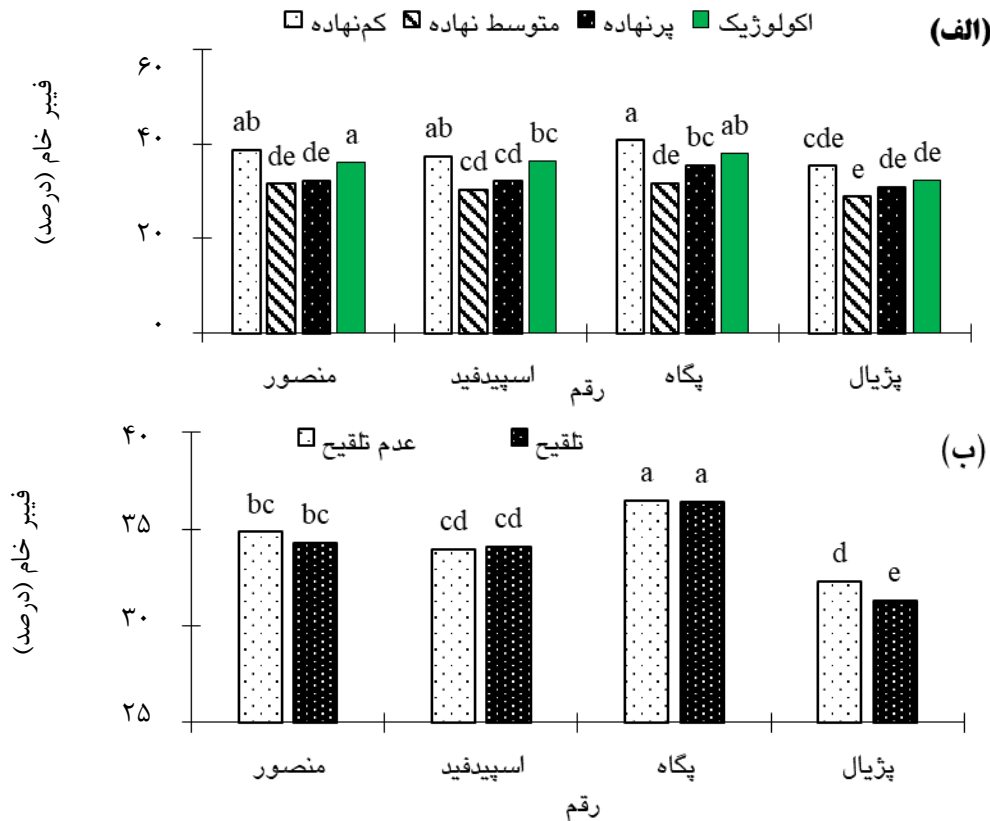 (الف)
کم‌نهاده متوسط نهاده پرنهاده اکولوژیک
فیبر خام (درصد)
۶۰
۴۰
۲۰
۰
ab de de a ab cd cd bc a de bc ab cde e de de
منصور اسپیدفید پگاه پژیال
رقم
(ب)
عدم تلقیح تلقیح
فیبر خام (درصد)
۴۰
۳۵
۳۰
۲۵
bc bc cd cd a a d e
منصور اسپیدفید پگاه پژیال
رقم